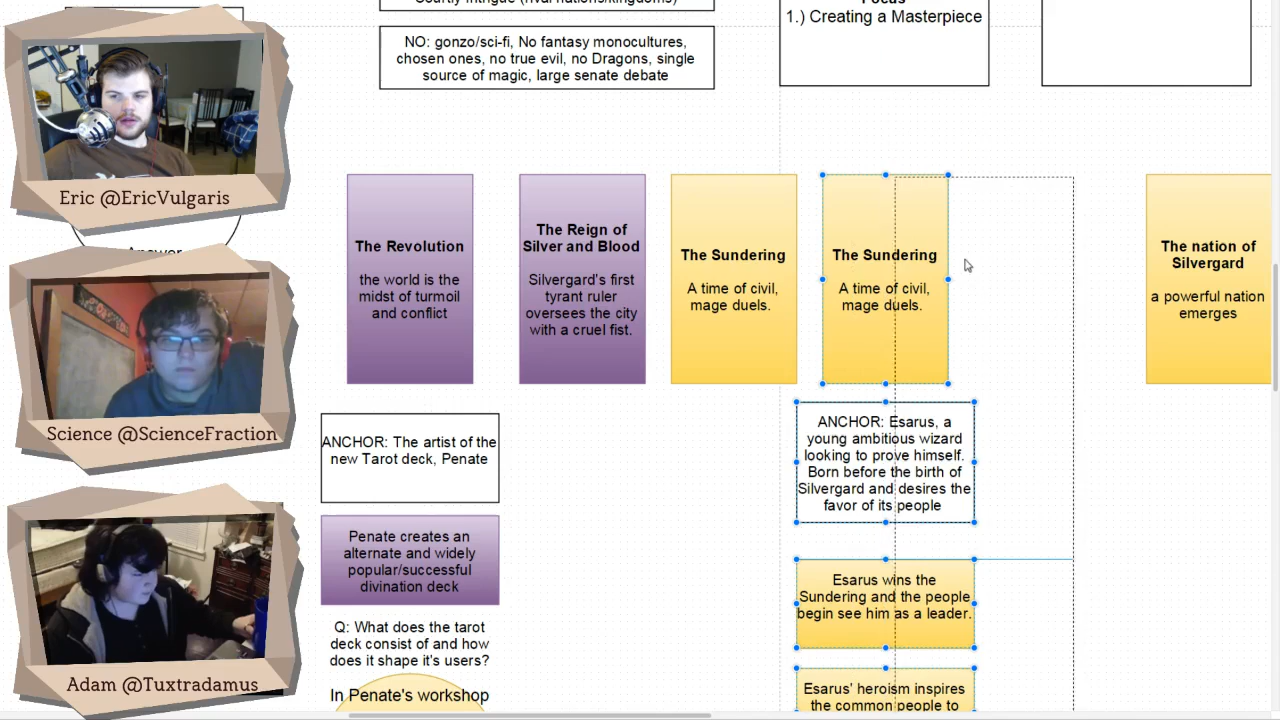 Courtly Intrigue (rival nations/kingdoms)
NO: gonzo/sci-fi, No fantasy monocultures,
chosen ones, no true evil, no Dragons, single
source of magic, large senate debate
Focus
1.) Creating a Masterpiece
Eric @EricVulgaris
Answer
Science @ScienceFraction
Adam @Tuxtradamus
The Revolution
the world is the
midst of turmoil
and conflict
The Reign of
Silver and Blood
Silvergard's first
tyrant ruler
oversees the city
with a cruel fist.
The Sundering
A time of civil,
mage duels.
The Sundering
A time of civil,
mage duels.
The nation of
Silvergard
a powerful nation
emerges
ANCHOR: The artist of the
new Tarot deck, Penate
Penate creates an
alternate and widely
popular/successful
divination deck
Q: What does the tarot
deck consist of and how
does it shape it's users?
In Penate's workshop
ANCHOR: Esarus, a
young ambitious wizard
looking to prove himself.
Born before the birth of
Silvergard and desires the
favor of its people
Esarus wins the
Sundering and the people
begin see him as a leader.
Esarus' heroism inspires
the common people to